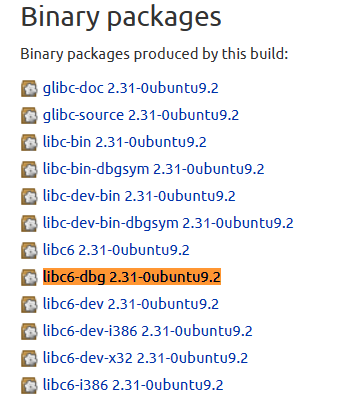 Binary packages
Binary packages produced by this build:
glibc-doc 2.31-0ubuntu9.2
glibc-source 2.31-0ubuntu9.2
libc-bin 2.31-0ubuntu9.2
libc-bin-dbgsym 2.31-0ubuntu9.2
libc-dev-bin 2.31-0ubuntu9.2
libc-dev-bin-dbgsym 2.31-0ubuntu9.2
libc6 2.31-0ubuntu9.2
libc6-dbg 2.31-0ubuntu9.2
libc6-dev 2.31-0ubuntu9.2
libc6-dev-i386 2.31-0ubuntu9.2
libc6-dev-x32 2.31-0ubuntu9.2
libc6-i386 2.31-0ubuntu9.2